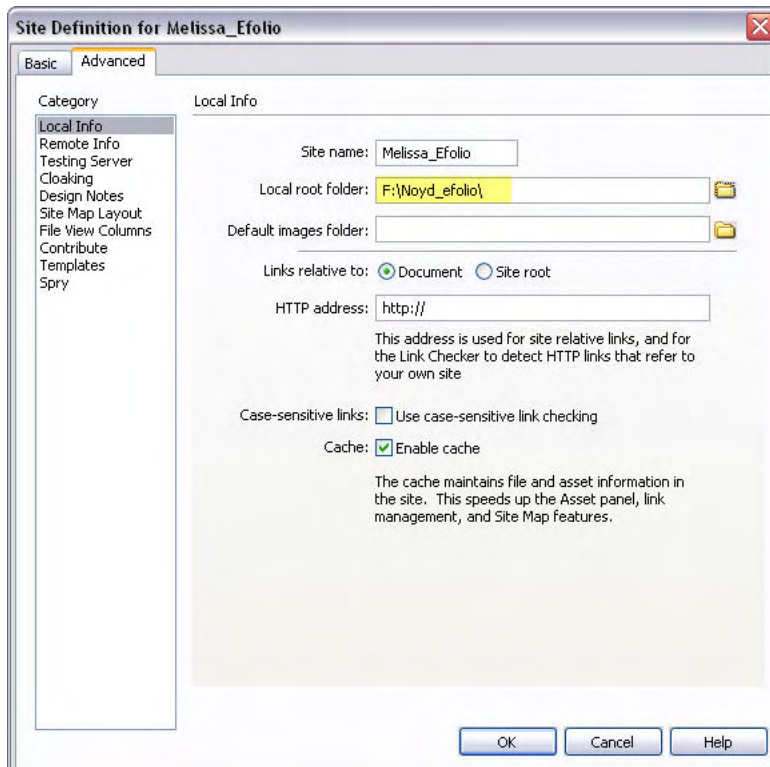 Site Definition for Melissa_Efolio
Basic
Advanced
Category
Local Info
Remote Info
Testing Server
Cloaking
Design Notes
Site Map Layout
File View Columns
Contribute
Templates
Spry
Local Info
Site name: Melissa_Efolio
Local root folder: F:\Noyd_efolio\
Default images folder:
Links relative to: Document Site root
HTTP address: http://
This address is used for site relative links, and for
the Link Checker to detect HTTP links that refer to
your own site
Case-sensitive links: Use case-sensitive link checking
Cache: Enable cache
The cache maintains file and asset information in
the site. This speeds up the Asset panel, link
management, and Site Map features.
OK Cancel Help